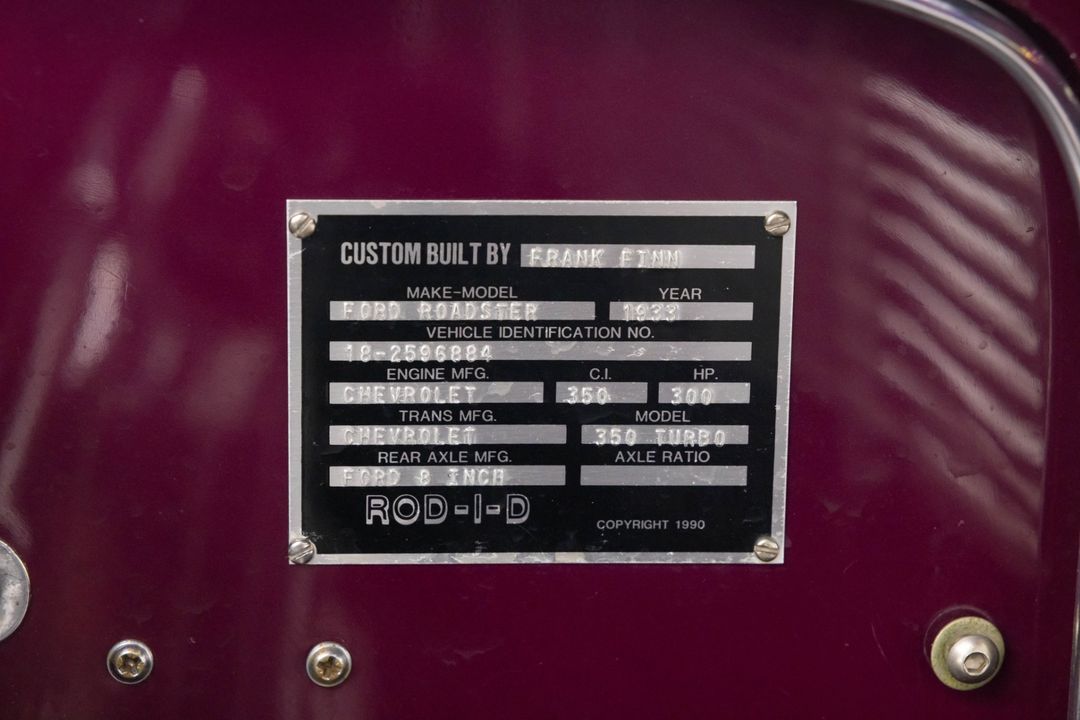 CUSTOM BUILT BY FRANK FINN
MAKE-MODEL YEAR
FORD ROADSTER 1933
VEHICLE IDENTIFICATION NO.
18-2596884
ENGINE MFG. C.I. HP.
CHEVROLET 350 300
TRANS MFG. MODEL
CHEVROLET 350 TURBO
REAR AXLE MFG. AXLE RATIO
FORD 8 INCH
ROD-I-D
COPYRIGHT 1990